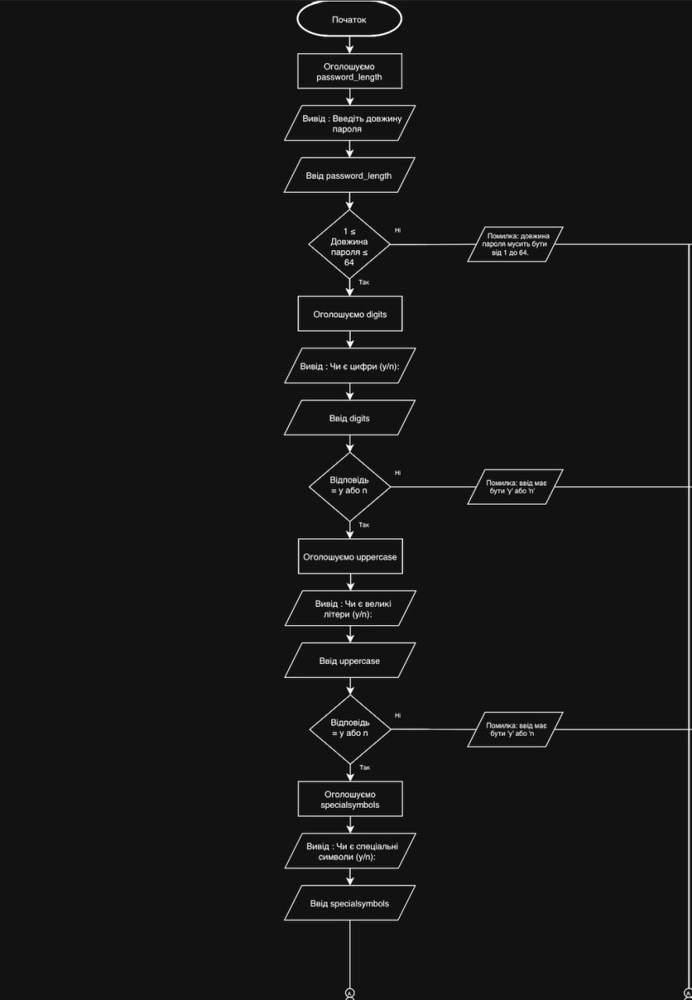 Початок
Оголошуємо
password_length
Вивід : Введіть довжину
пароля
Ввід password_length
1 ≤
Довжина
пароля ≤
64
Ні
Помилка: довжина
пароля мусить бути
від 1 до 64.
Так
Оголошуємо digits
Вивід : Чи є цифри (y/n):
Ввід digits
Відповідь
= y або n
Ні
Помилка: ввід має
бути 'y' або 'n'
Так
Оголошуємо uppercase
Вивід : Чи є великі
літери (y/n):
Ввід uppercase
Відповідь
= y або n
Ні
Помилка: ввід має
бути 'y' або 'n
Так
Оголошуємо
specialsymbols
Вивід : Чи є спеціальні
символи (y/n):
Ввід specialsymbols
A
A